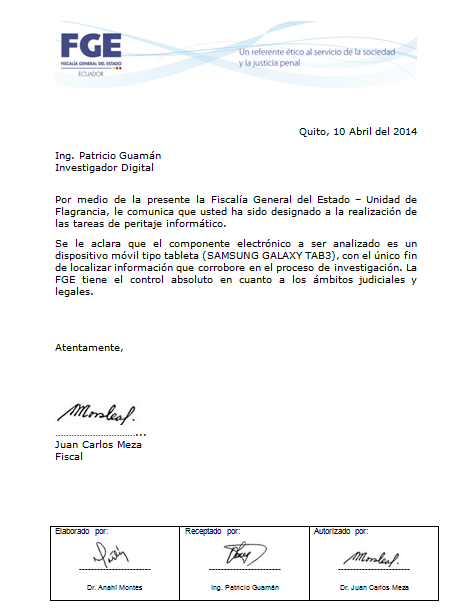 FGE
FISCALÍA GENERAL DEL ESTADO
ECUADOR
Un referente ético al servicio de la sociedad
y la justicia penal
Quito, 10 Abril del 2014
Ing. Patricio Guamán
Investigador Digital
Por medio de la presente la Fiscalía General del Estado – Unidad de
Flagrancia, le comunica que usted ha sido designado a la realización de
las tareas de peritaje informático.
Se le aclara que el componente electrónico a ser analizado es un
dispositivo móvil tipo tableta (SAMSUNG GALAXY TAB3), con el único fin
de localizar información que corrobore en el proceso de investigación. La
FGE tiene el control absoluto en cuanto a los ámbitos judiciales y
legales.
Atentamente,
Juan Carlos Meza
Fiscal
Elaborado por:
Receptado por:
Autorizado por:
Dr. Anahí Montes
Ing. Patricio Guamán
Dr. Juan Carlos Meza